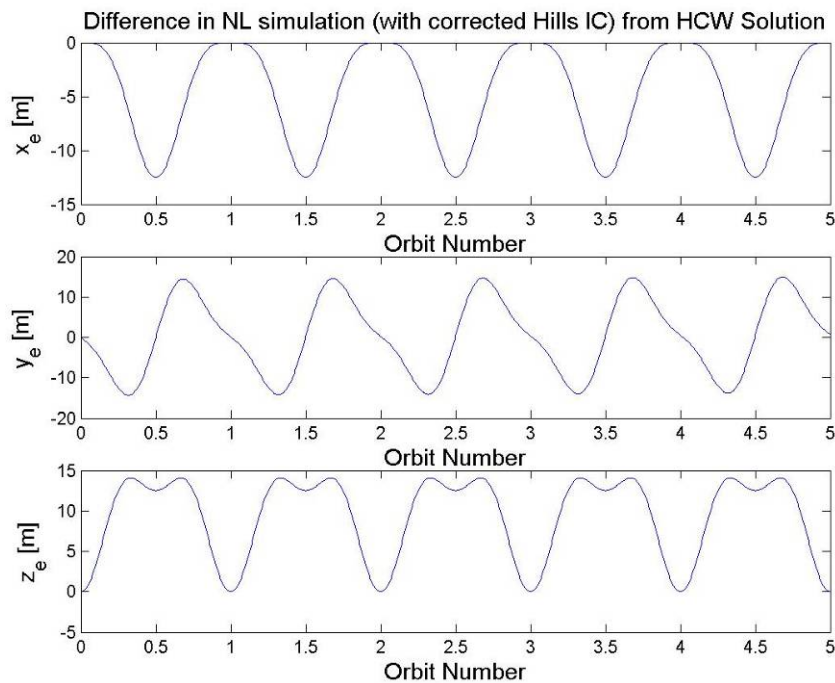 Difference in NL simulation (with corrected Hills IC) from HCW Solution
x_e [m]
0
-5
-10
-15
0 0.5 1 1.5 2 2.5 3 3.5 4 4.5 5
Orbit Number
y_e [m]
20
10
0
-10
-20
0 0.5 1 1.5 2 2.5 3 3.5 4 4.5 5
Orbit Number
z_e [m]
15
10
5
0
-5
0 0.5 1 1.5 2 2.5 3 3.5 4 4.5 5
Orbit Number